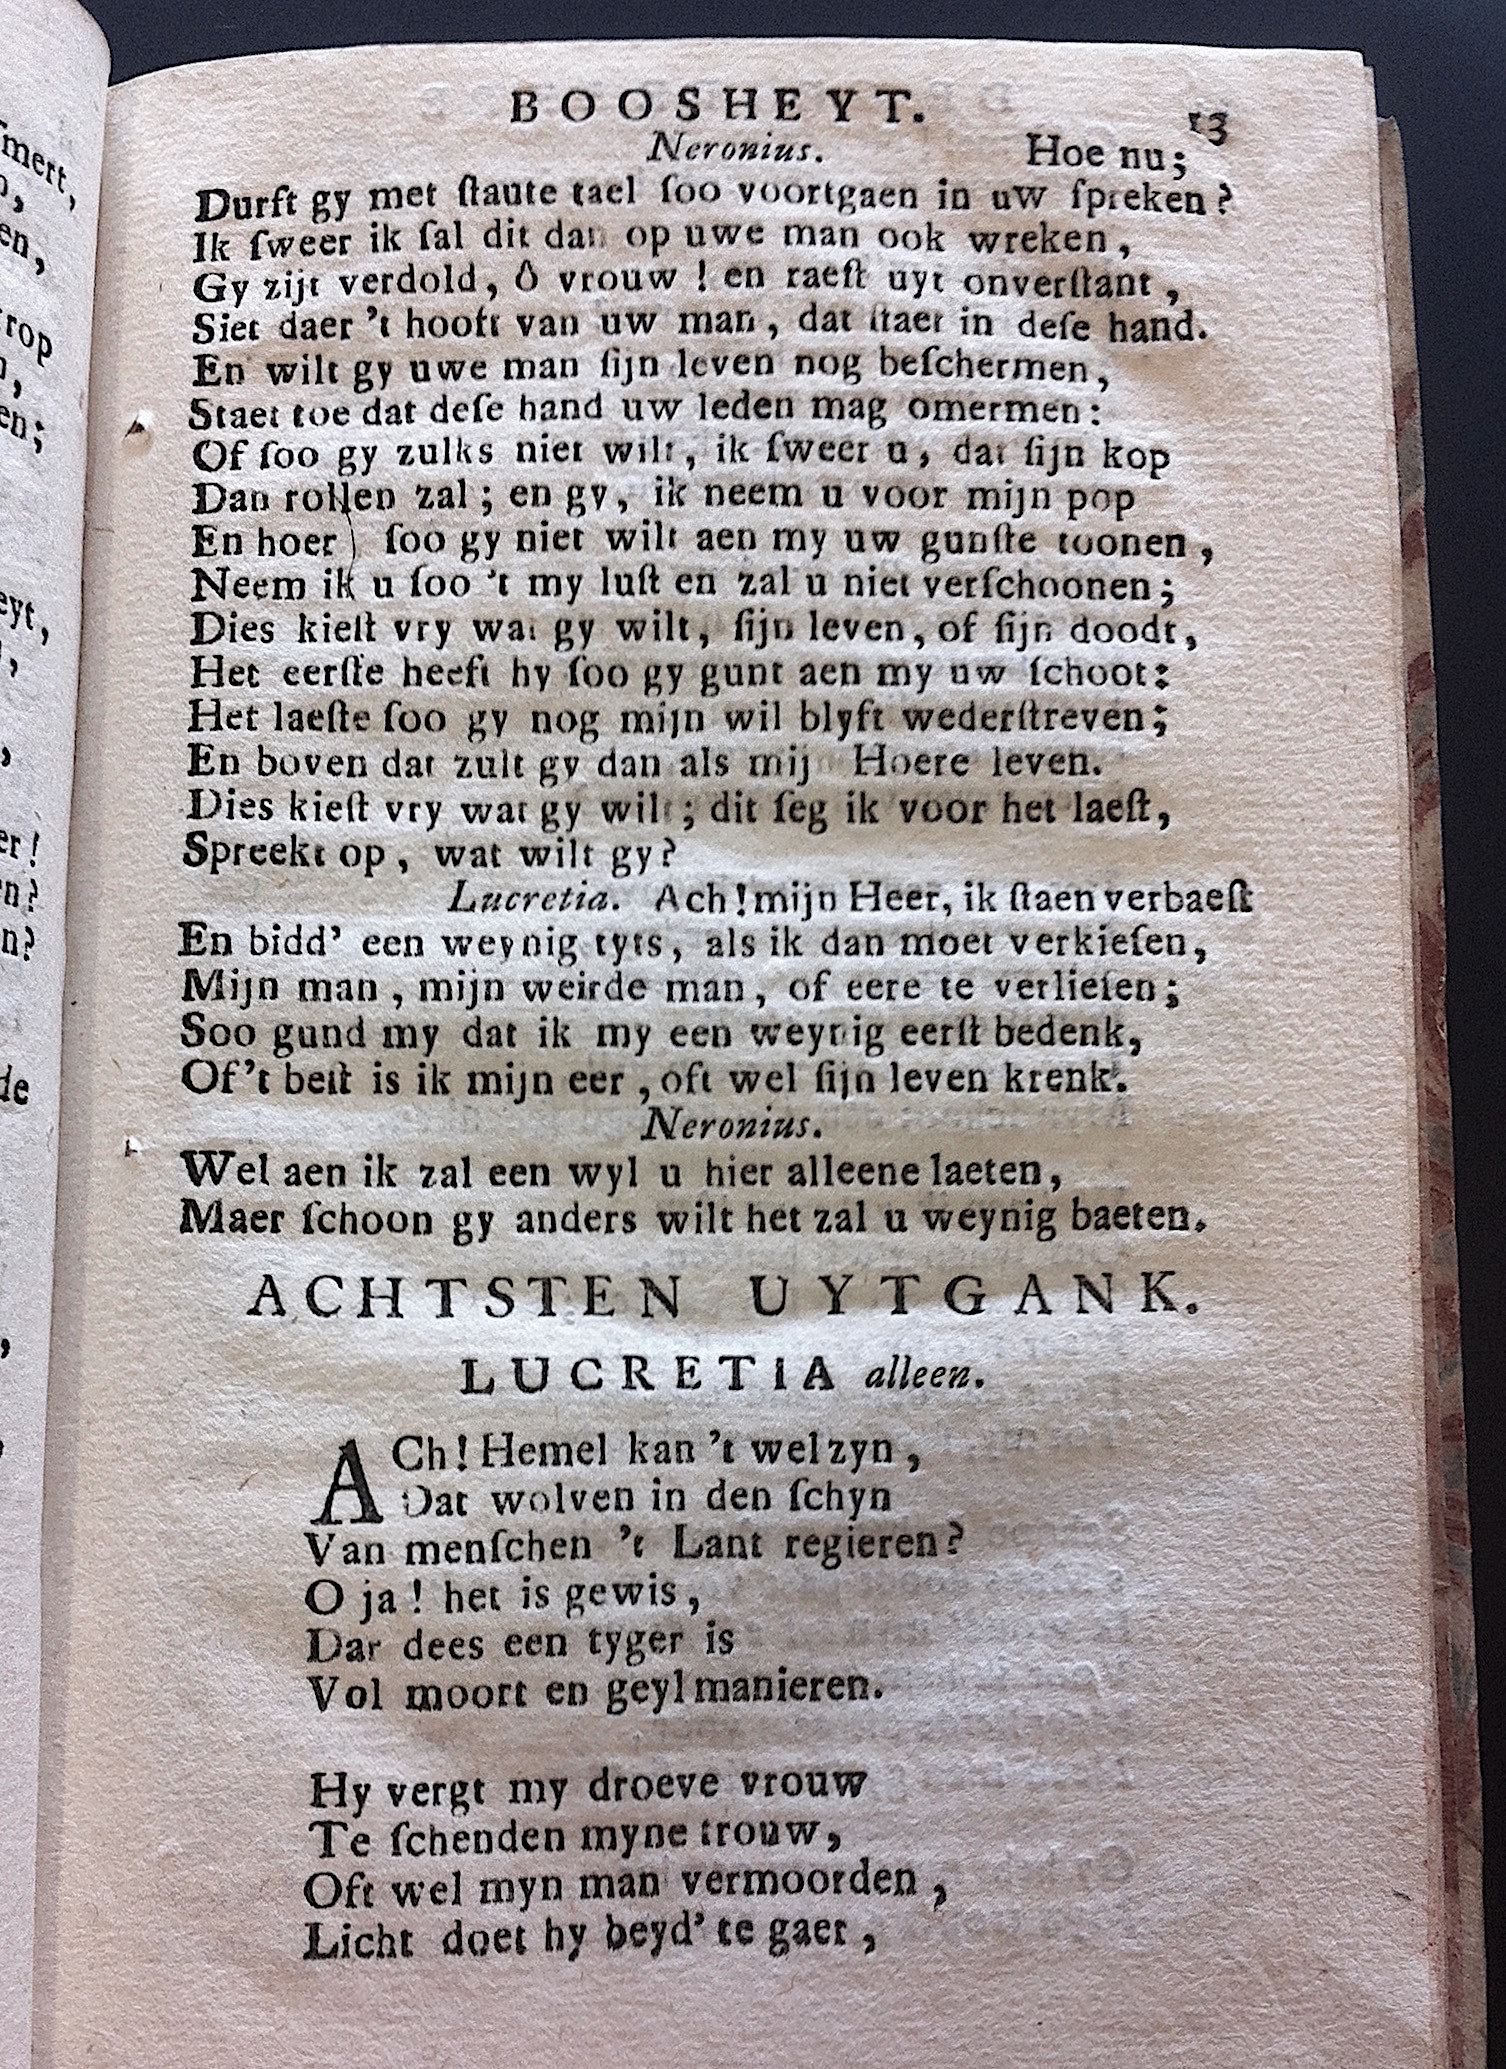 BOOSHEYT. 13
Neronius. Hoe nu;
Durft gy met ſtaute tael ſoo voortgaen in uw ſpreken?
Ik ſweer ik ſal dit dan op uwe man ook wreken,
Gy zijt verdold, ô vrouw ! en raeſt uyt onverſtant,
Siet daer 't hooft van uw man, dat ſtaet in deſe hand.
En wilt gy uwe man ſijn leven nog beſchermen,
Staet toe dat deſe hand uw leden mag omermen:
Of ſoo gy zulks niet wilt, ik ſweer u, dat ſijn kop
Dan rollen zal; en gy, ik neem u voor mijn pop
En hoer) ſoo gy niet wilt aen my uw gunſte toonen,
Neem ik u ſoo 't my luſt en zal u niet verſchoonen;
Dies kieſt vry wat gy wilt, ſijn leven, of ſijn doodt,
Het eerſte heeft hy ſoo gy gunt aen my uw ſchoot:
Het laeſte ſoo gy nog mijn wil blyft wederſtreven;
En boven dat zult gy dan als mij Hoere leven.
Dies kieſt vry wat gy wilt; dit ſeg ik voor het laeſt,
Spreekt op, wat wilt gy?
Lucretia. Ach! mijn Heer, ik ſtaen verbaeſt
En bidd' een weynig tyts, als ik dan moet verkieſen,
Mijn man, mijn weirde man, of eere te verlieſen;
Soo gund my dat ik my een weynig eerſt bedenk,
Of't beſt is ik mijn eer, oft wel ſijn leven krenk.
Neronius.
Wel aen ik zal een wyl u hier alleene laeten,
Maer ſchoon gy anders wilt het zal u weynig baeten.
ACHTSTEN UYTGANK.
LUCRETIA alleen.
ACh! Hemel kan 't wel zyn,
Dat wolven in den ſchyn
Van menſchen 't Lant regieren?
O ja! het is gewis,
Dat dees een tyger is
Vol moort en geyl manieren.
Hy vergt my droeve vrouw
Te ſchenden myne trouw,
Oft wel myn man vermoorden,
Licht doet hy beyd' te gaer,
mert,
en,
rop
en;
eyt,
er!
en?
n?
de